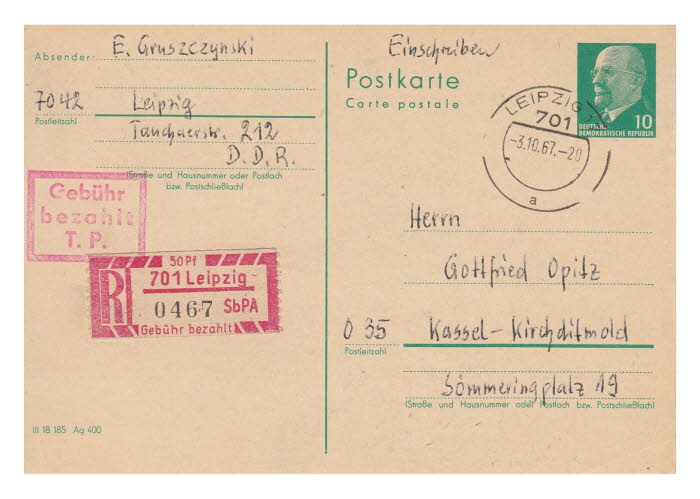 Absender: E. Gruszczynski
7042 Leipzig
Postleitzahl
Tauchaerstr. 212
D.D.R.
(Straße und Hausnummer oder Postfach
bzw. Postschließfach)
Gebühr
bezahlt
T. P.
50 Pf
701 Leipzig
R 0467 SbPA
Gebühr bezahlt
III 18 185 Ag 400
Einschreiben
Postkarte
Carte postale
LEIPZIG
701
-3.10.67.-20
a
10
DEUTSCHE
DEMOKRATISCHE REPUBLIK
Herrn
Gottfried Opitz
0 35 Kassel-Kirchditmold
Postleitzahl
Sömmeringplatz 19
(Straße und Hausnummer oder Postfach bzw. Postschließfach)